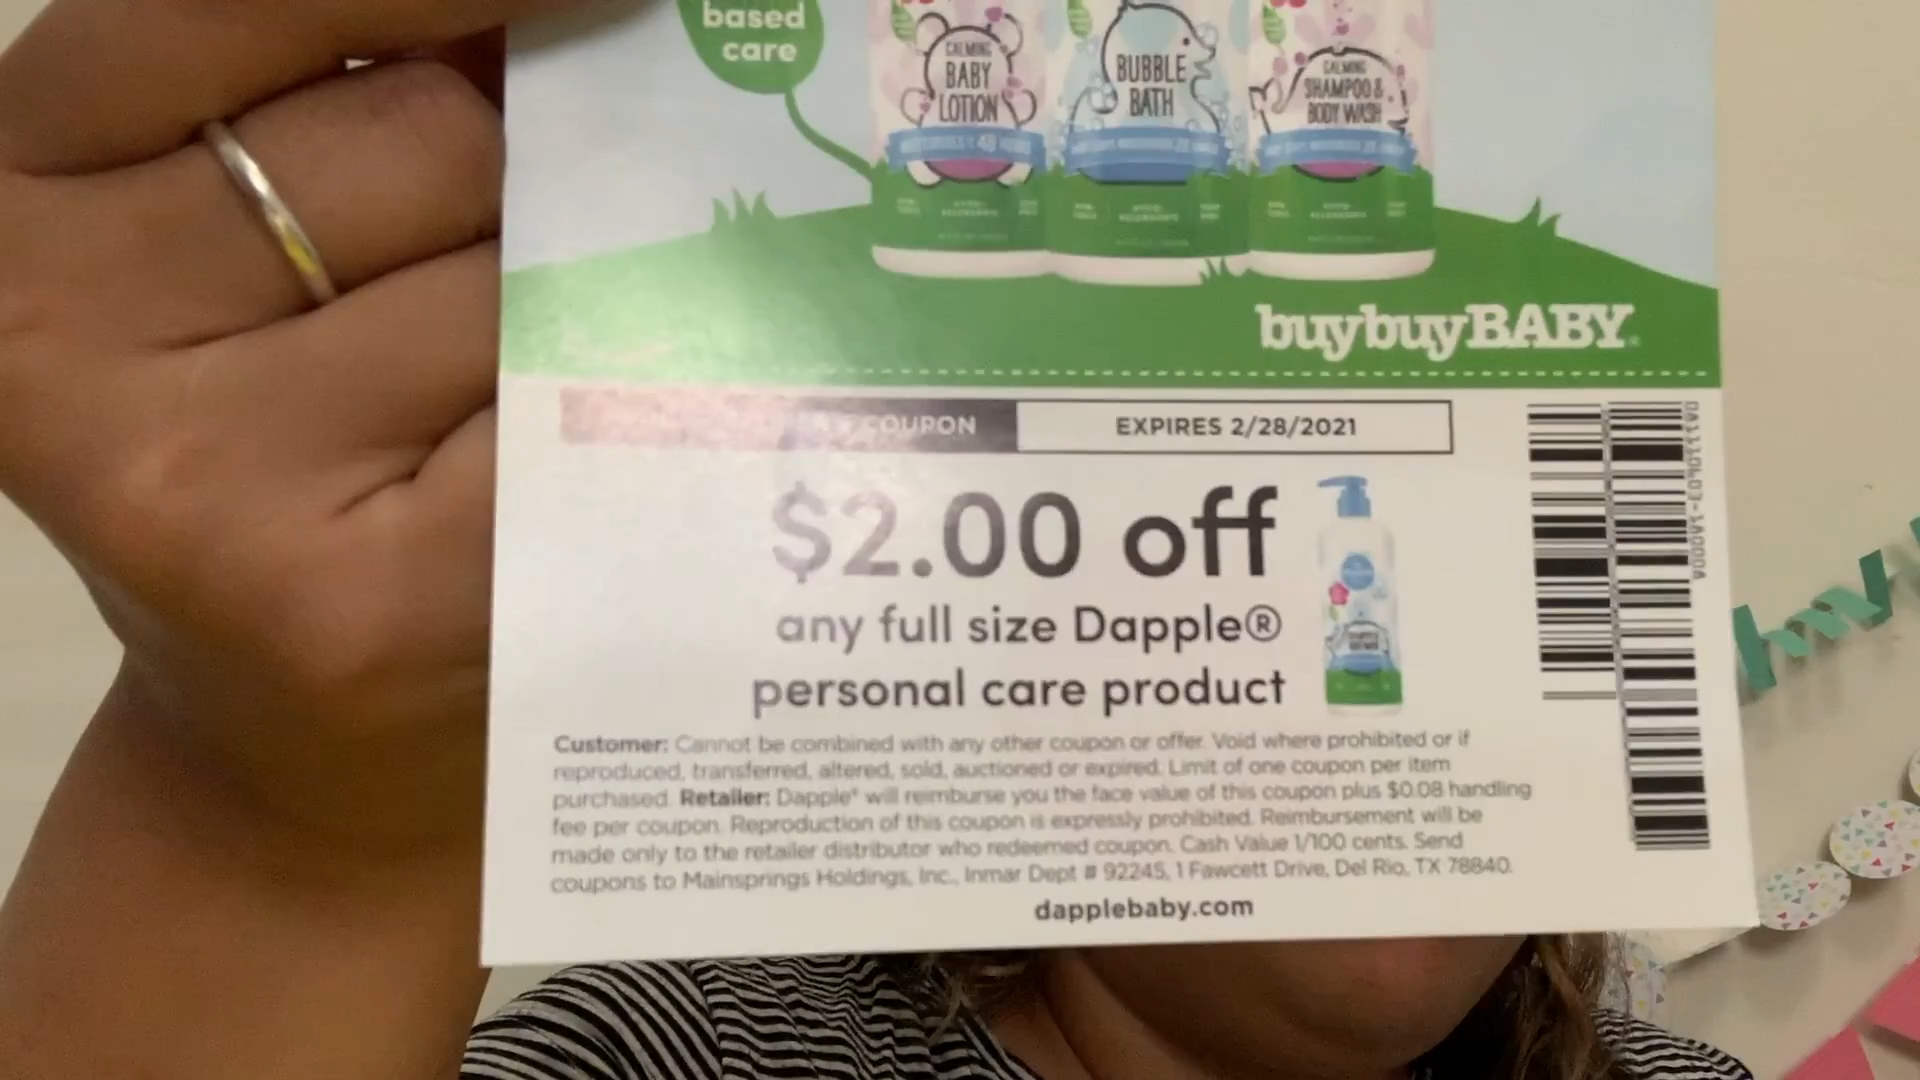 based
care
CALMING
BABY
LOTION
BUBBLE
BATH
CALMING
SHAMPOO &
BODY WASH
buybuyBABY
COUPON
EXPIRES 2/28/2021
$2.00 off
any full size Dapple®
personal care product
Customer: Cannot be combined with any other coupon or offer. Void where prohibited or if
reproduced, transferred, altered, sold, auctioned or expired. Limit of one coupon per item
purchased. Retailer: Dapple® will reimburse you the face value of this coupon plus $0.08 handling
fee per coupon. Reproduction of this coupon is expressly prohibited. Reimbursement will be
made only to the retailer distributor who redeemed coupon. Cash Value 1/100 cents. Send
coupons to Mainsprings Holdings, Inc., Inmar Dept # 92245, 1 Fawcett Drive, Del Rio, TX 78840.
dapplebaby.com